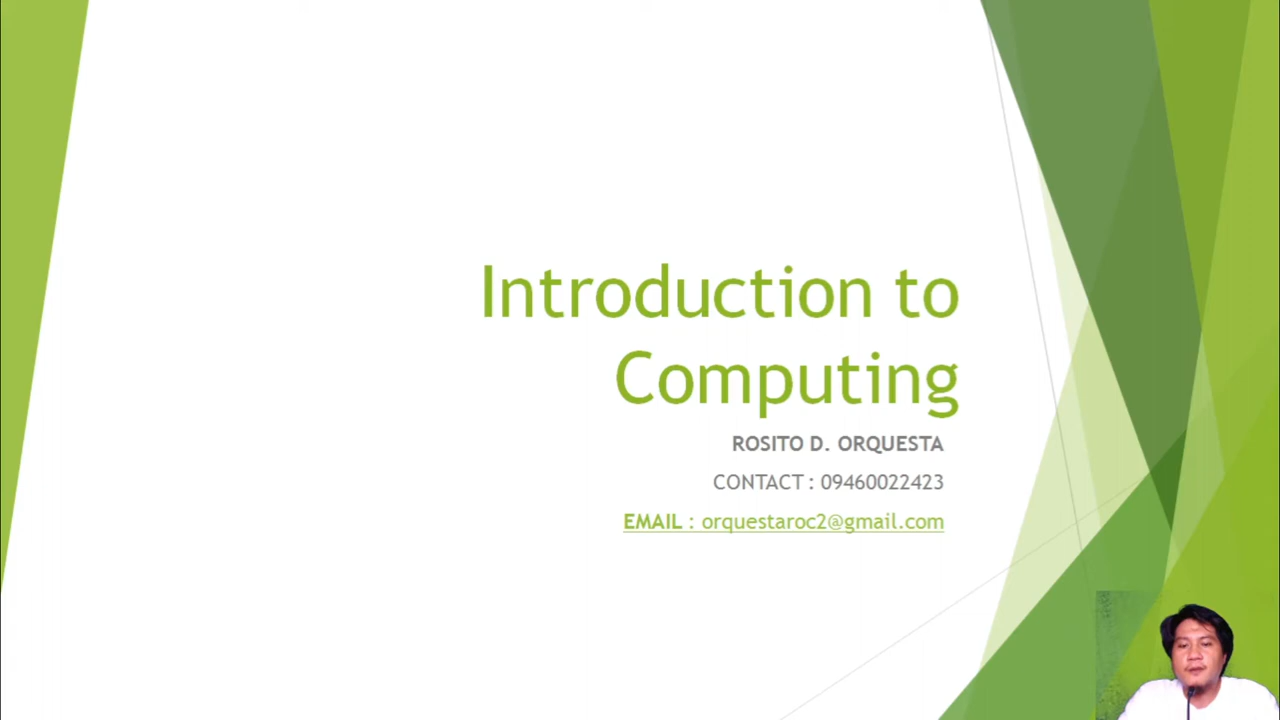 Introduction to
Computing
ROSITO D. ORQUESTA
CONTACT : 09460022423
EMAIL : orquestaroc2@gmail.com